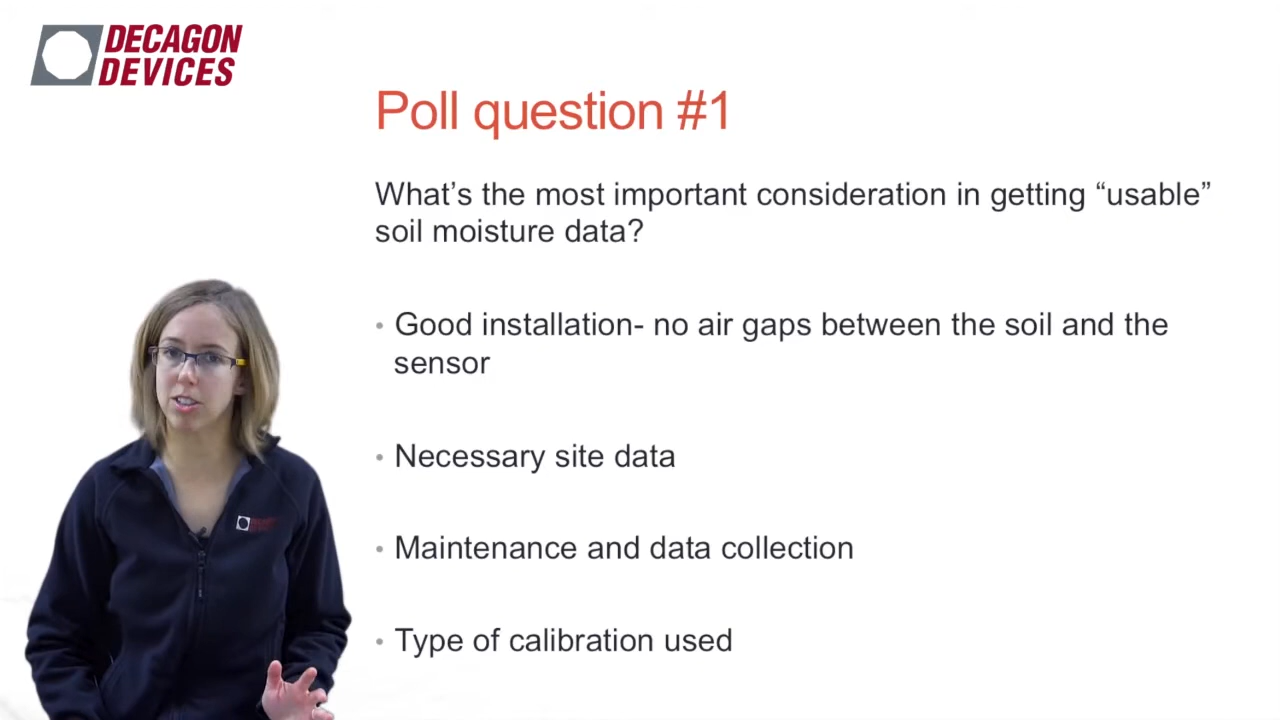 DECAGON
DEVICES
Poll question #1
What’s the most important consideration in getting “usable”
soil moisture data?
• Good installation- no air gaps between the soil and the
sensor
• Necessary site data
• Maintenance and data collection
• Type of calibration used
DECAGON
DEVICES